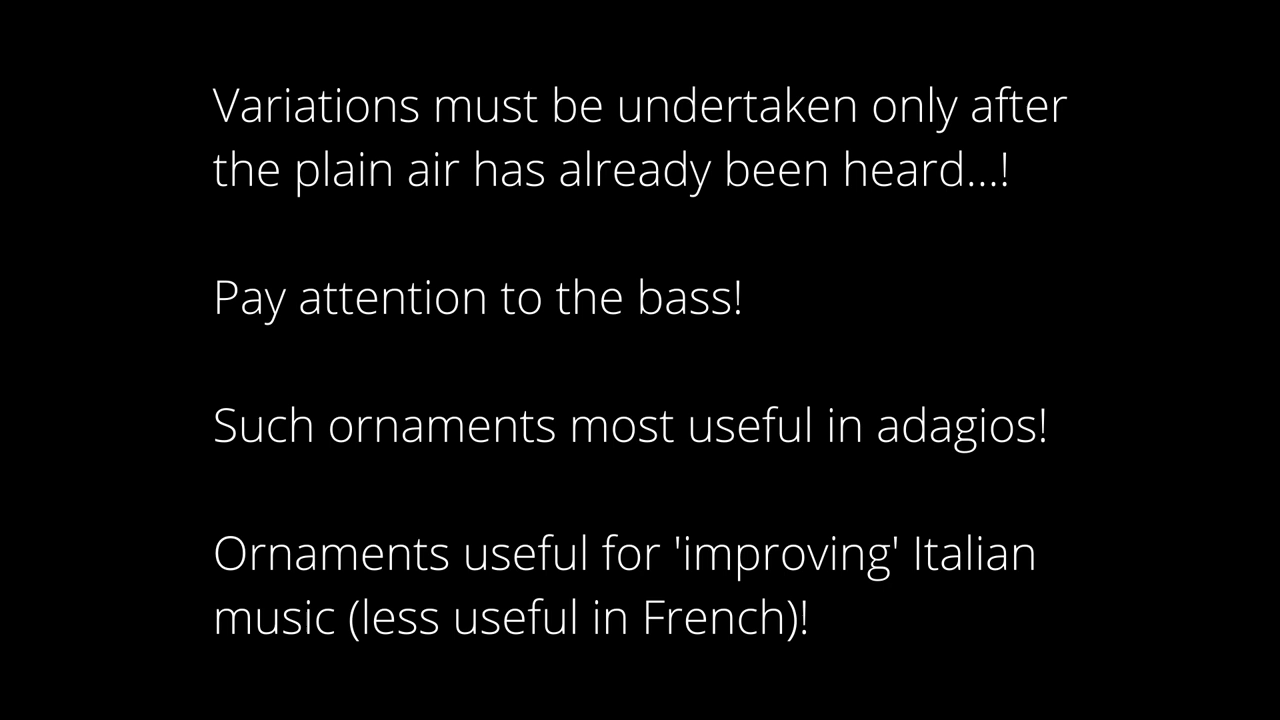 Variations must be undertaken only after
the plain air has already been heard...!
Pay attention to the bass!
Such ornaments most useful in adagios!
Ornaments useful for 'improving' Italian
music (less useful in French)!